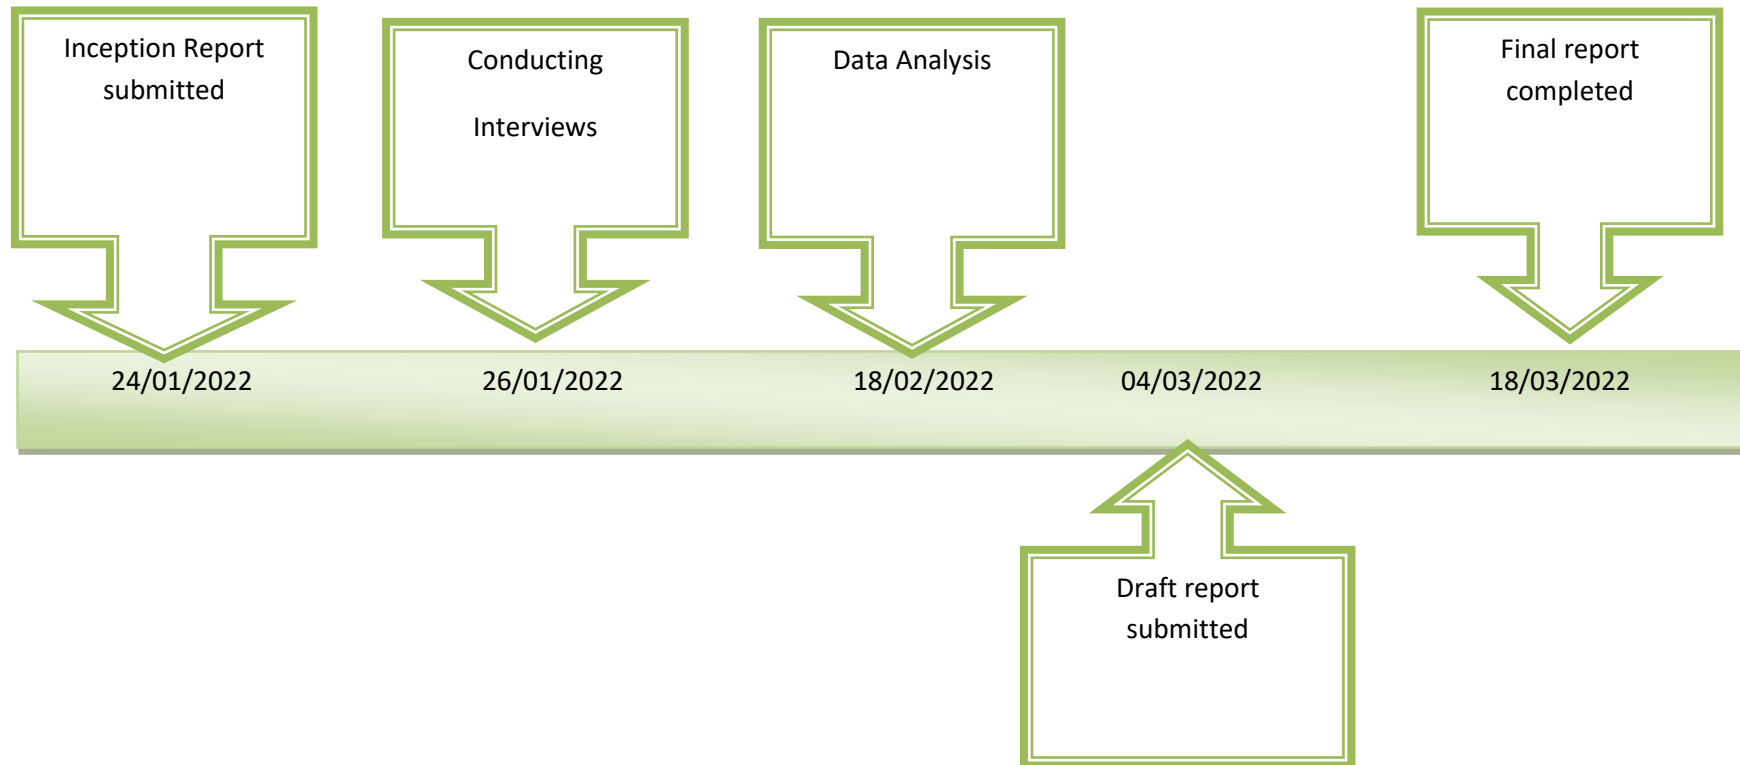 Inception Report
submitted
Conducting
Interviews
Data Analysis
Final report
completed
24/01/2022
26/01/2022
18/02/2022
04/03/2022
18/03/2022
Draft report
submitted